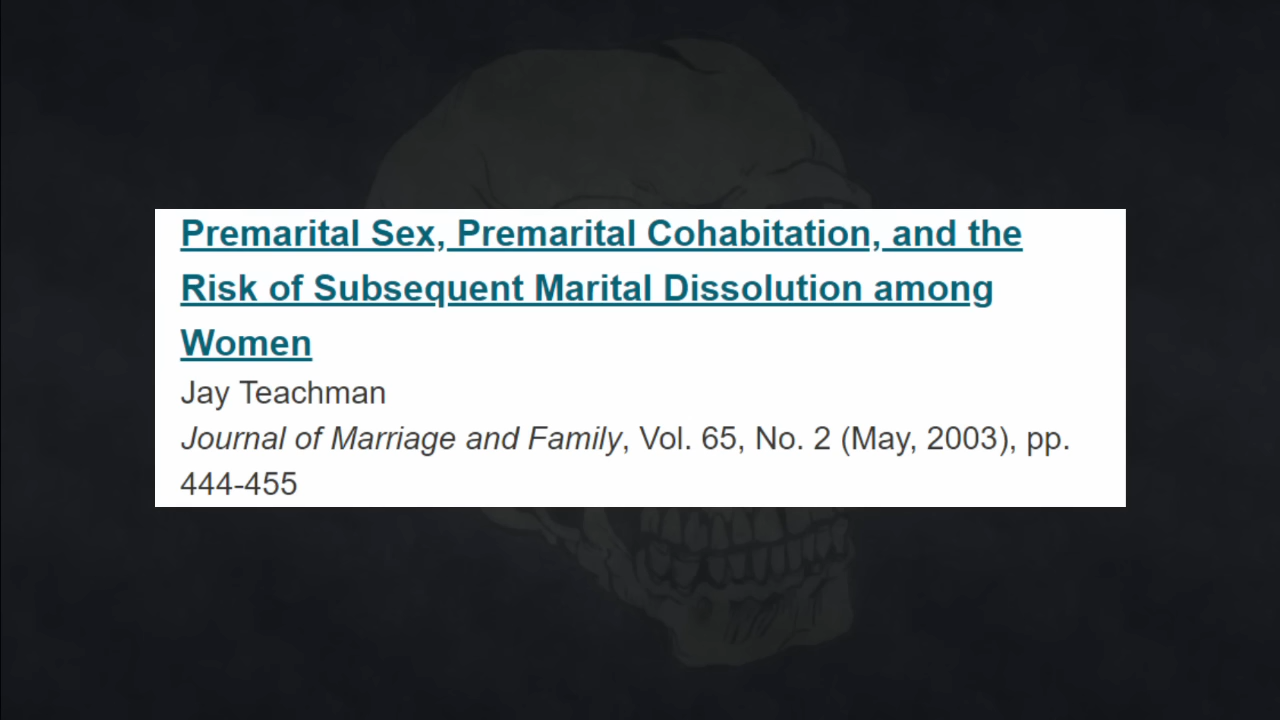 Premarital Sex, Premarital Cohabitation, and the
Risk of Subsequent Marital Dissolution among
Women
Jay Teachman
Journal of Marriage and Family, Vol. 65, No. 2 (May, 2003), pp.
444-455